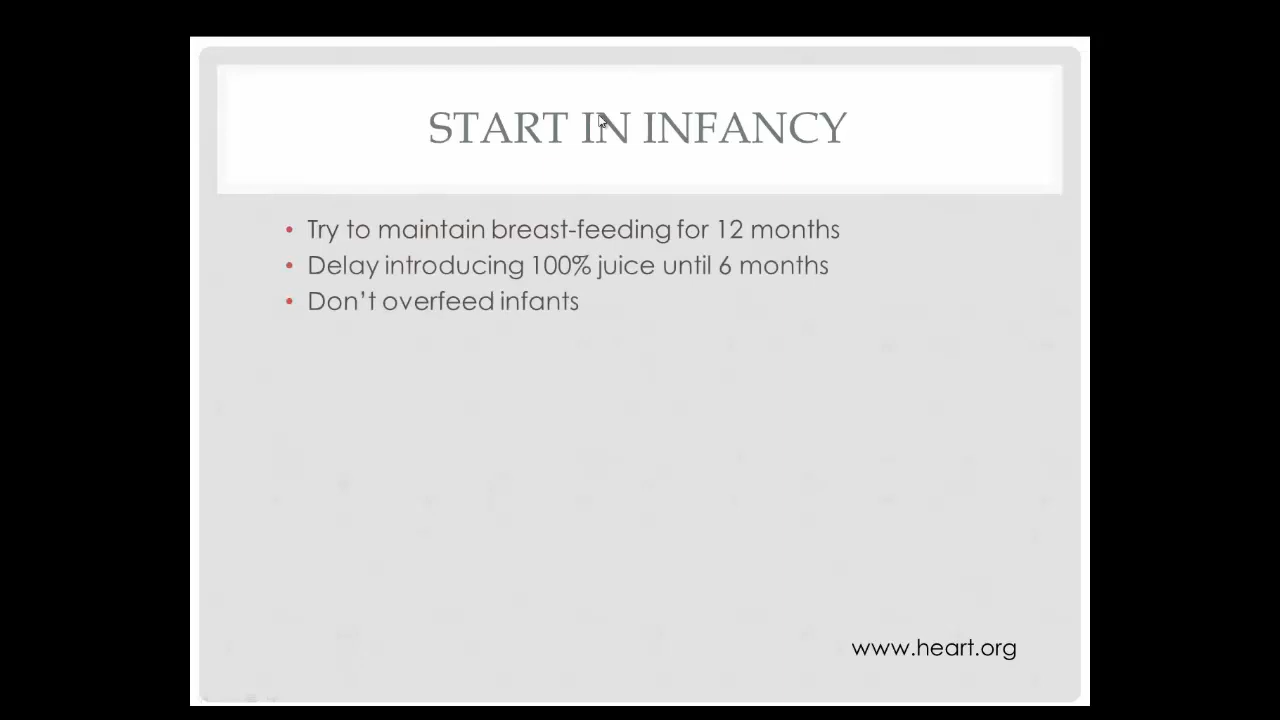 START IN INFANCY
• Try to maintain breast-feeding for 12 months
• Delay introducing 100% juice until 6 months
• Don’t overfeed infants
www.heart.org